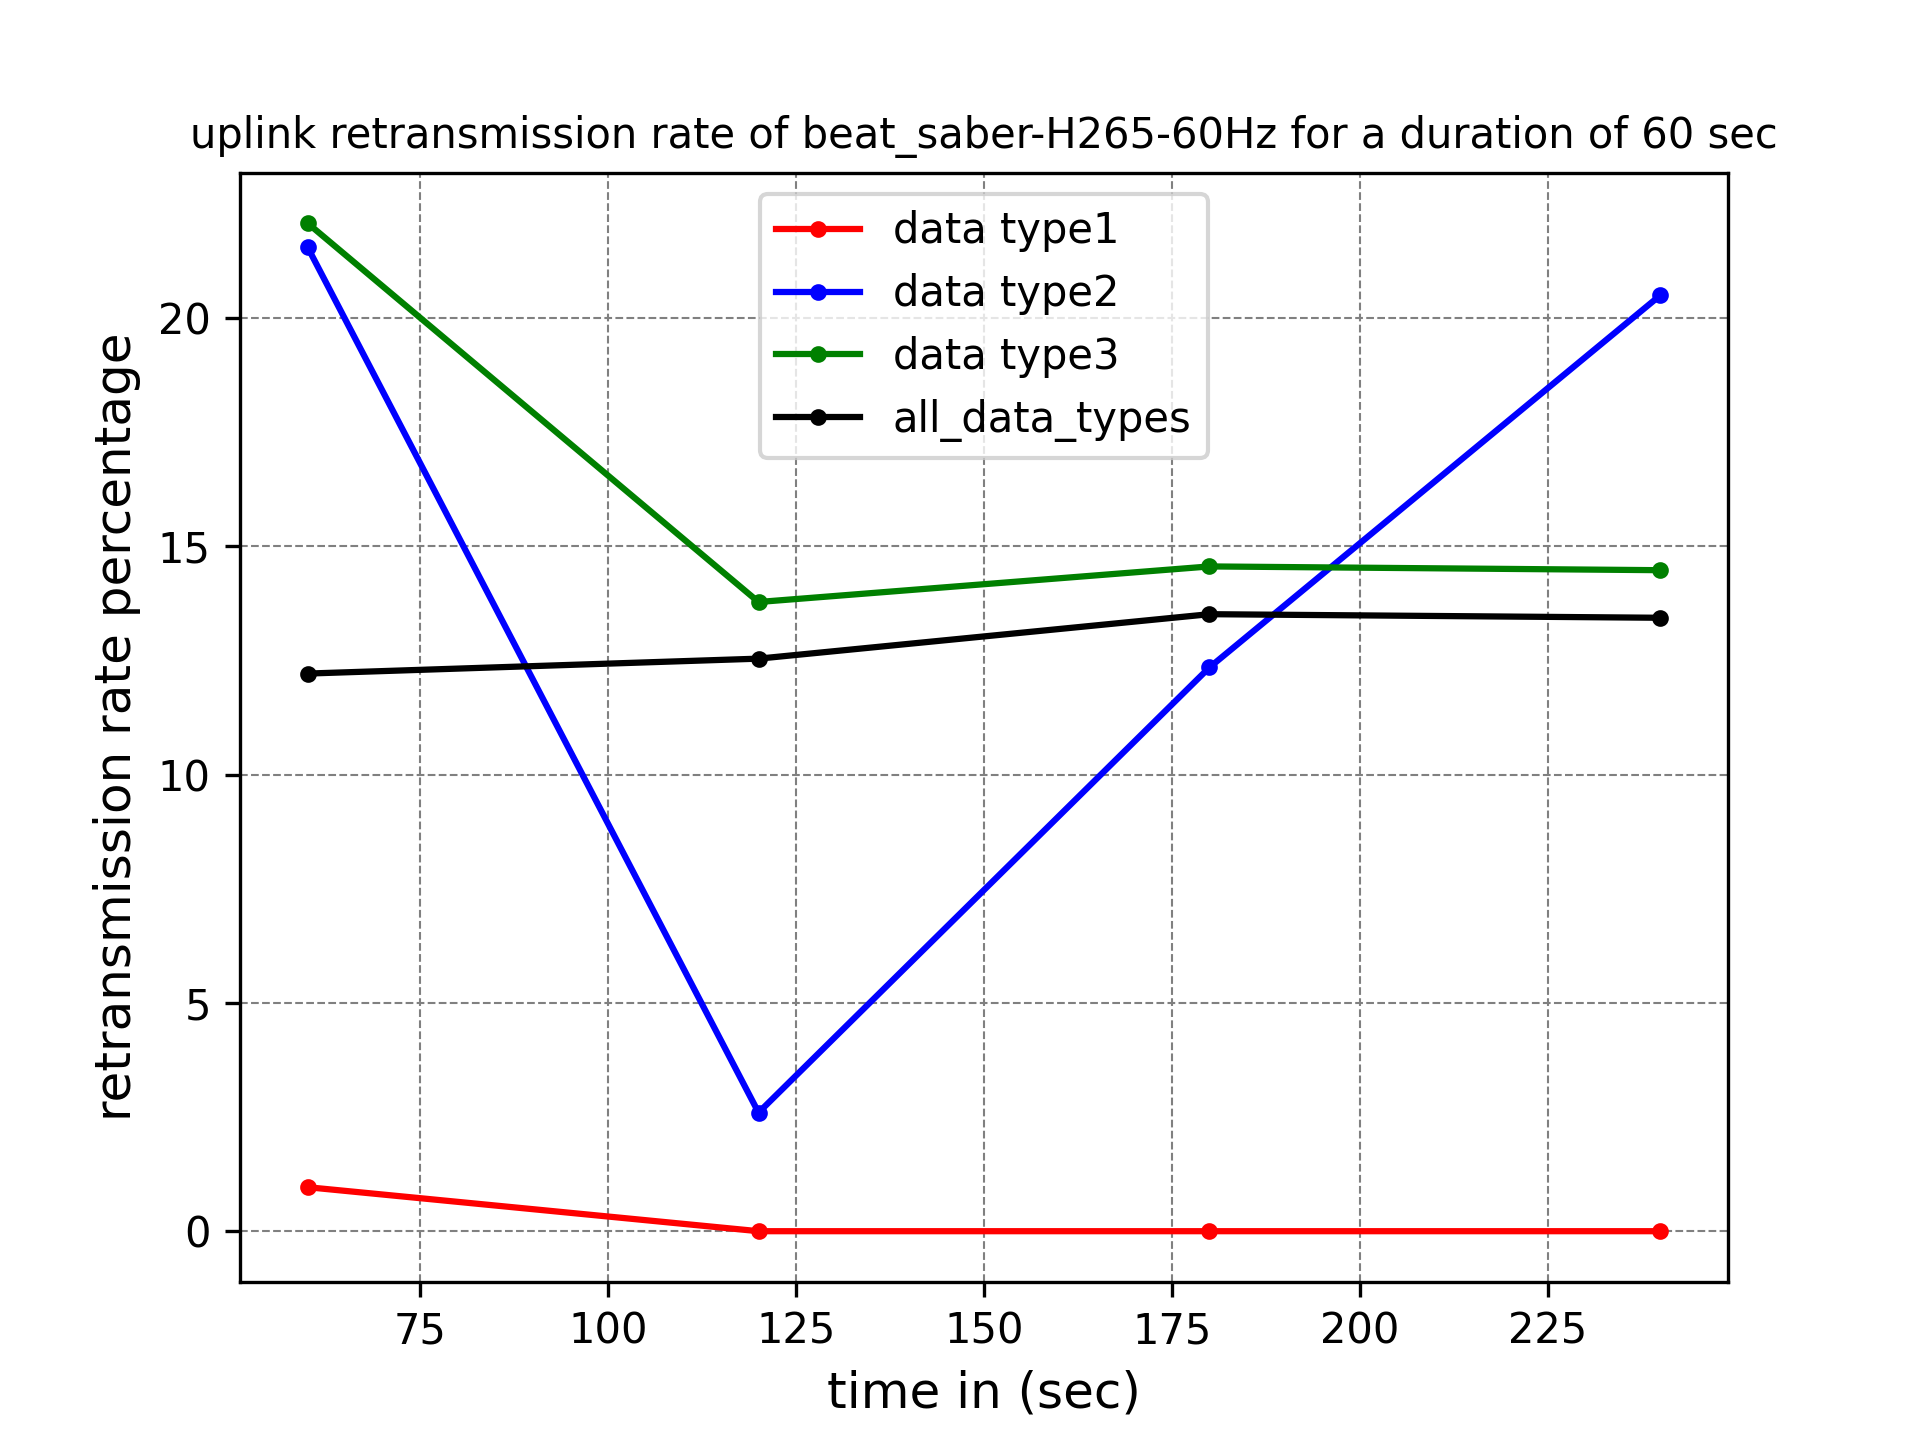 uplink retransmission rate of beat_saber-H265-60Hz for a duration of 60 sec
data type1
data type2
data type3
all_data_types
retransmission rate percentage
20
15
10
5
0
75 100 125 150 175 200 225
time in (sec)